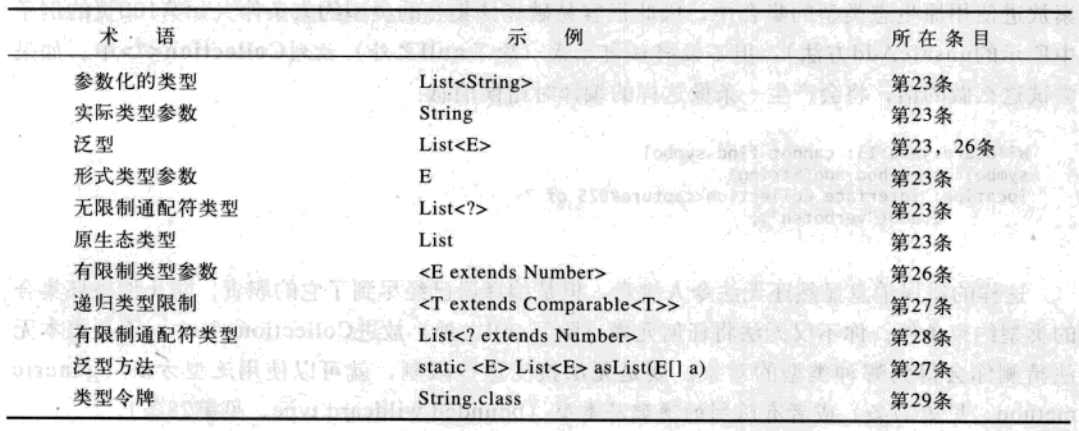 术 语 示 例 所在条目
参数化的类型 List<String> 第23条
实际类型参数 String 第23条
泛型 List<E> 第23，26条
形式类型参数 E 第23条
无限制通配符类型 List<?> 第23条
原生态类型 List 第23条
有限制类型参数 <E extends Number> 第26条
递归类型限制 <T extends Comparable<T>> 第27条
有限制通配符类型 List<? extends Number> 第28条
泛型方法 static <E> List<E> asList(E[] a) 第27条
类型令牌 String.class 第29条